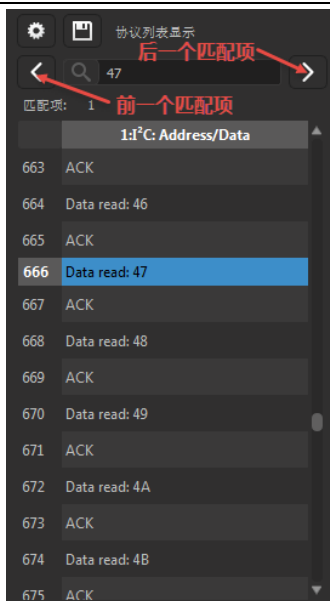 协议列表显示
后一个匹配项
47
匹配项: 1
前一个匹配项
1:I²C: Address/Data
663 ACK
664 Data read: 46
665 ACK
666 Data read: 47
667 ACK
668 Data read: 48
669 ACK
670 Data read: 49
671 ACK
672 Data read: 4A
673 ACK
674 Data read: 4B
675 ACK